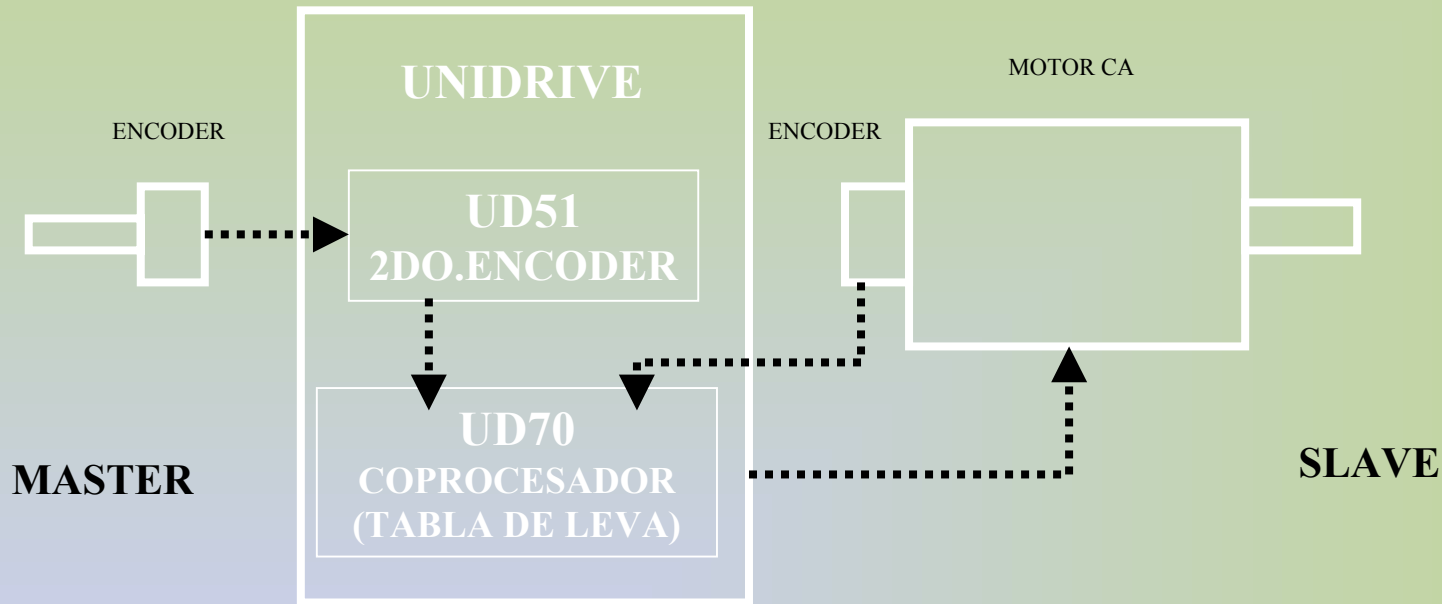 UNIDRIVE
MOTOR CA
ENCODER
ENCODER
UD51
2DO.ENCODER
UD70
COPROCESADOR
(TABLA DE LEVA)
MASTER
SLAVE